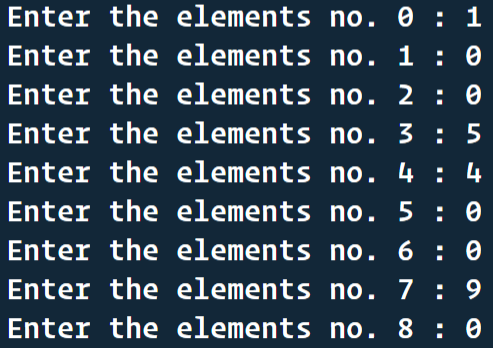 Enter the elements no. 0 : 1
Enter the elements no. 1 : 0
Enter the elements no. 2 : 0
Enter the elements no. 3 : 5
Enter the elements no. 4 : 4
Enter the elements no. 5 : 0
Enter the elements no. 6 : 0
Enter the elements no. 7 : 9
Enter the elements no. 8 : 0